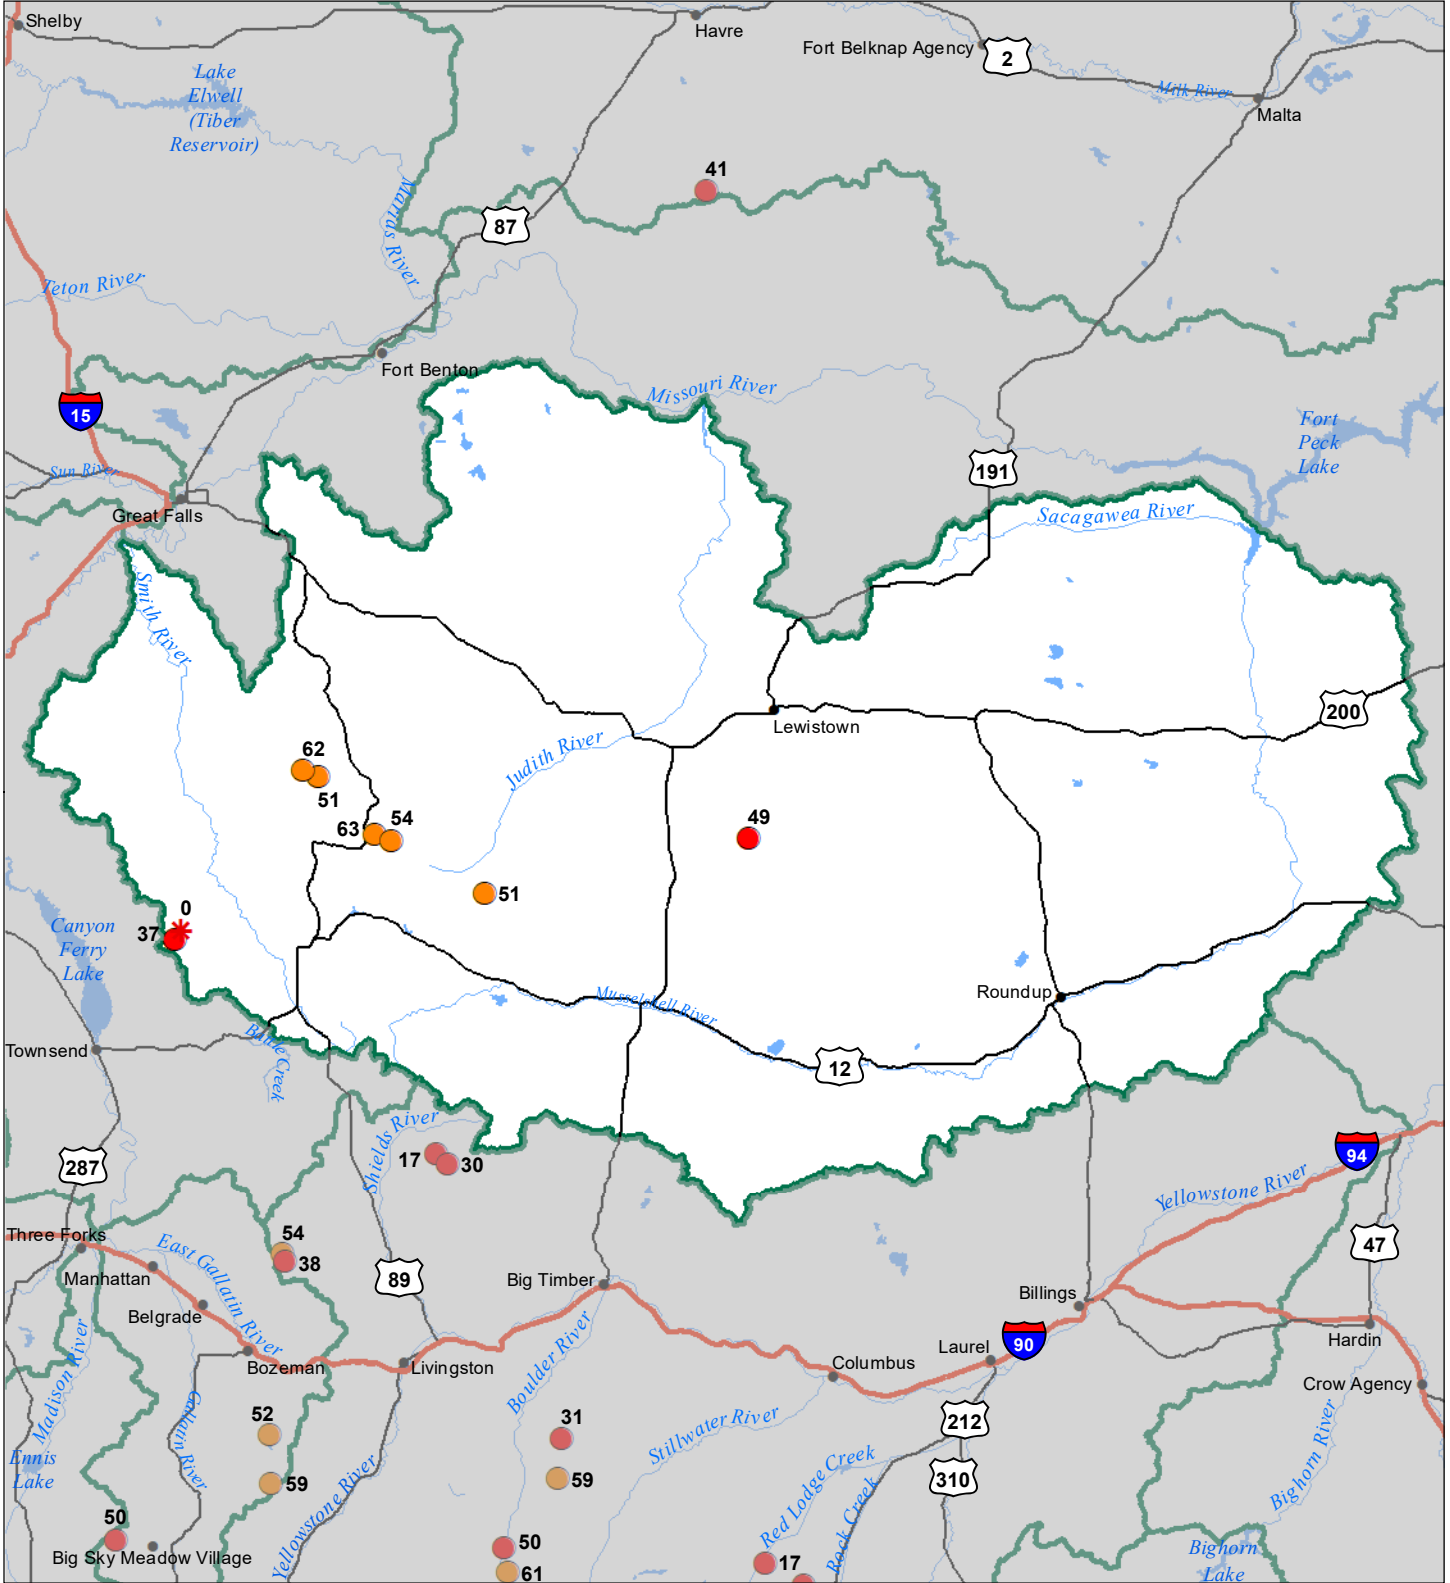 Shelby
Havre
Fort Belknap Agency
2
Lake
Elwell
(Tiber
Reservoir)
Milk River
Malta
41
Marias River
87
Teton River
Fort Benton
Missouri River
15
Fort
Peck
Lake
Sun River
191
Great Falls
Sacagawea River
Smith River
200
Lewistown
62
Judith River
51
63
54
49
51
0
37
Canyon
Ferry
Lake
Roundup
Musselshell River
Townsend
Battle Creek
12
Shields River
287
17
30
94
Yellowstone River
Three Forks
54
38
East Gallatin River
47
Manhattan
89
Big Timber
Billings
Belgrade
Boulder River
90
Hardin
Laurel
Bozeman
Livingston
Columbus
Crow Agency
Madison River
Gallatin River
52
31
Stillwater River
212
Ennis
Lake
59
59
Red Lodge Creek
310
Bighorn River
Yellowstone River
Rock Creek
50
50
Big Sky Meadow Village
61
17
Bighorn
Lake